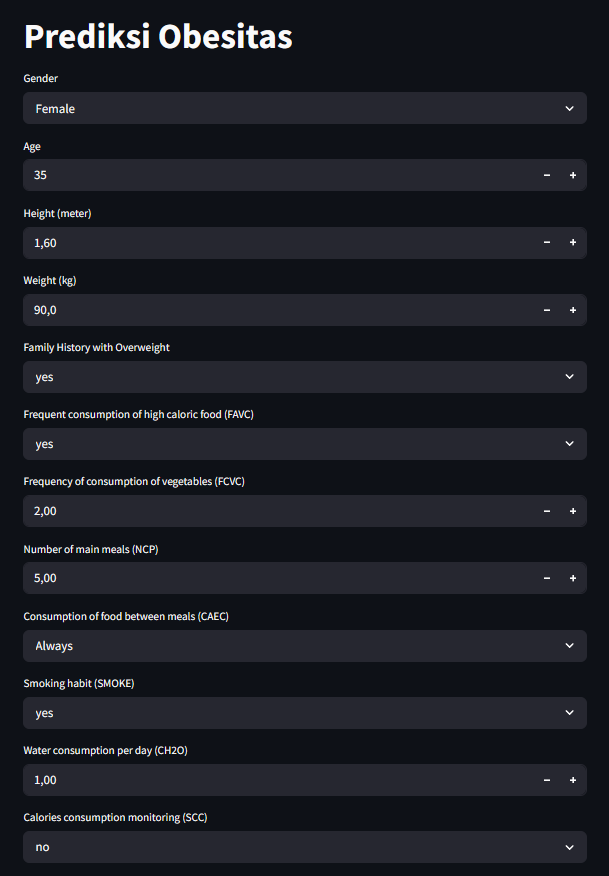 Prediksi Obesitas
Gender
Female
Age
35
Height (meter)
1,60
Weight (kg)
90,0
Family History with Overweight
yes
Frequent consumption of high caloric food (FAVC)
yes
Frequency of consumption of vegetables (FCVC)
2,00
Number of main meals (NCP)
5,00
Consumption of food between meals (CAEC)
Always
Smoking habit (SMOKE)
yes
Water consumption per day (CH2O)
1,00
Calories consumption monitoring (SCC)
no